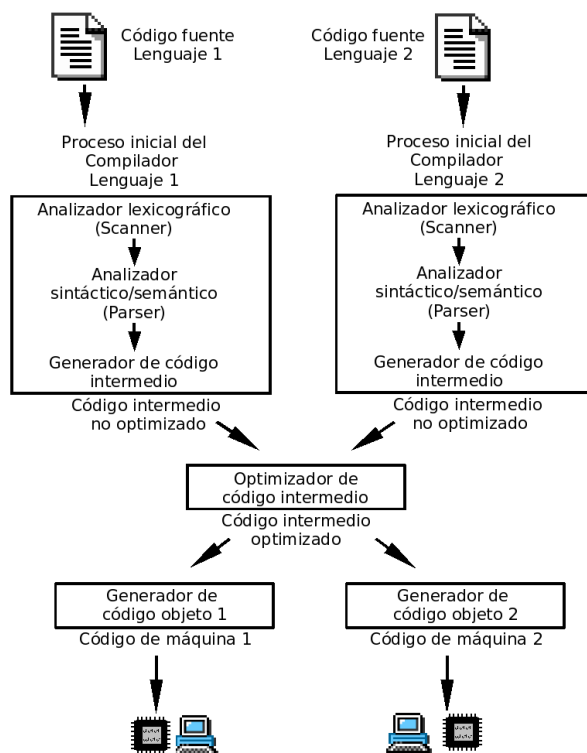 Código fuente
Lenguaje 1
Código fuente
Lenguaje 2
Proceso inicial del
Compilador
Lenguaje 1
Proceso inicial del
Compilador
Lenguaje 2
Analizador lexicográfico
(Scanner)
Analizador
sintáctico/semántico
(Parser)
Generador de código
intermedio
Analizador lexicográfico
(Scanner)
Analizador
sintáctico/semántico
(Parser)
Generador de código
intermedio
Código intermedio
no optimizado
Código intermedio
no optimizado
Optimizador de
código intermedio
Código intermedio
optimizado
Generador de
código objeto 1
Código de máquina 1
Generador de
código objeto 2
Código de máquina 2